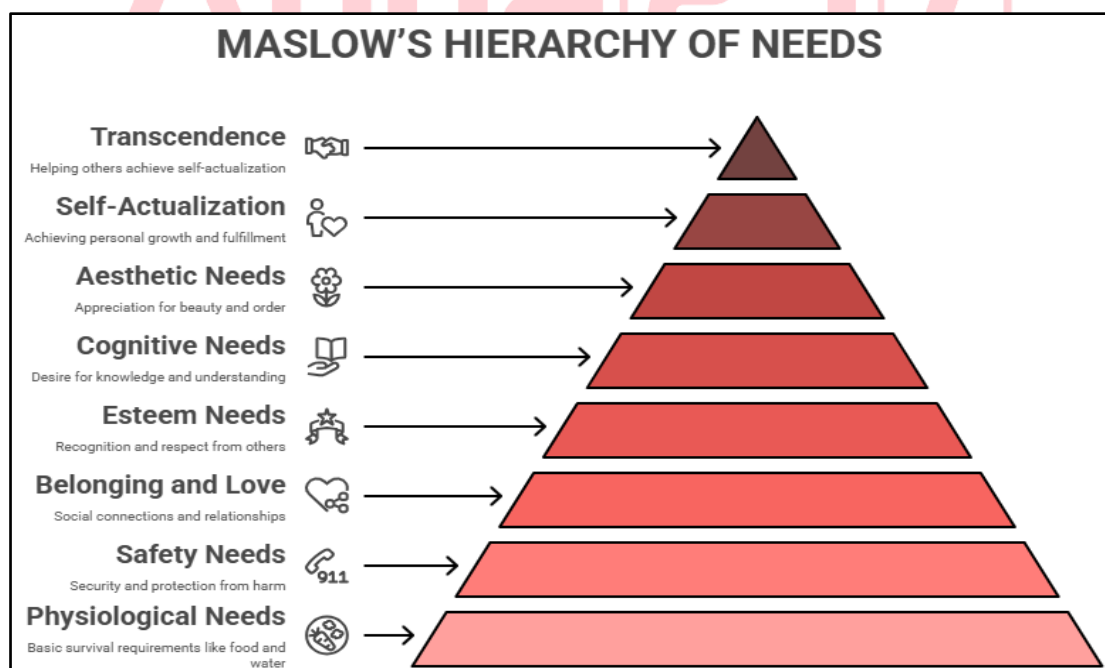 MASLOW'S HIERARCHY OF NEEDS
Transcendence
Helping others achieve self-actualization
Self-Actualization
Achieving personal growth and fulfillment
Aesthetic Needs
Appreciation for beauty and order
Cognitive Needs
Desire for knowledge and understanding
Esteem Needs
Recognition and respect from others
Belonging and Love
Social connections and relationships
Safety Needs
Security and protection from harm
911
Physiological Needs
Basic survival requirements like food and
water